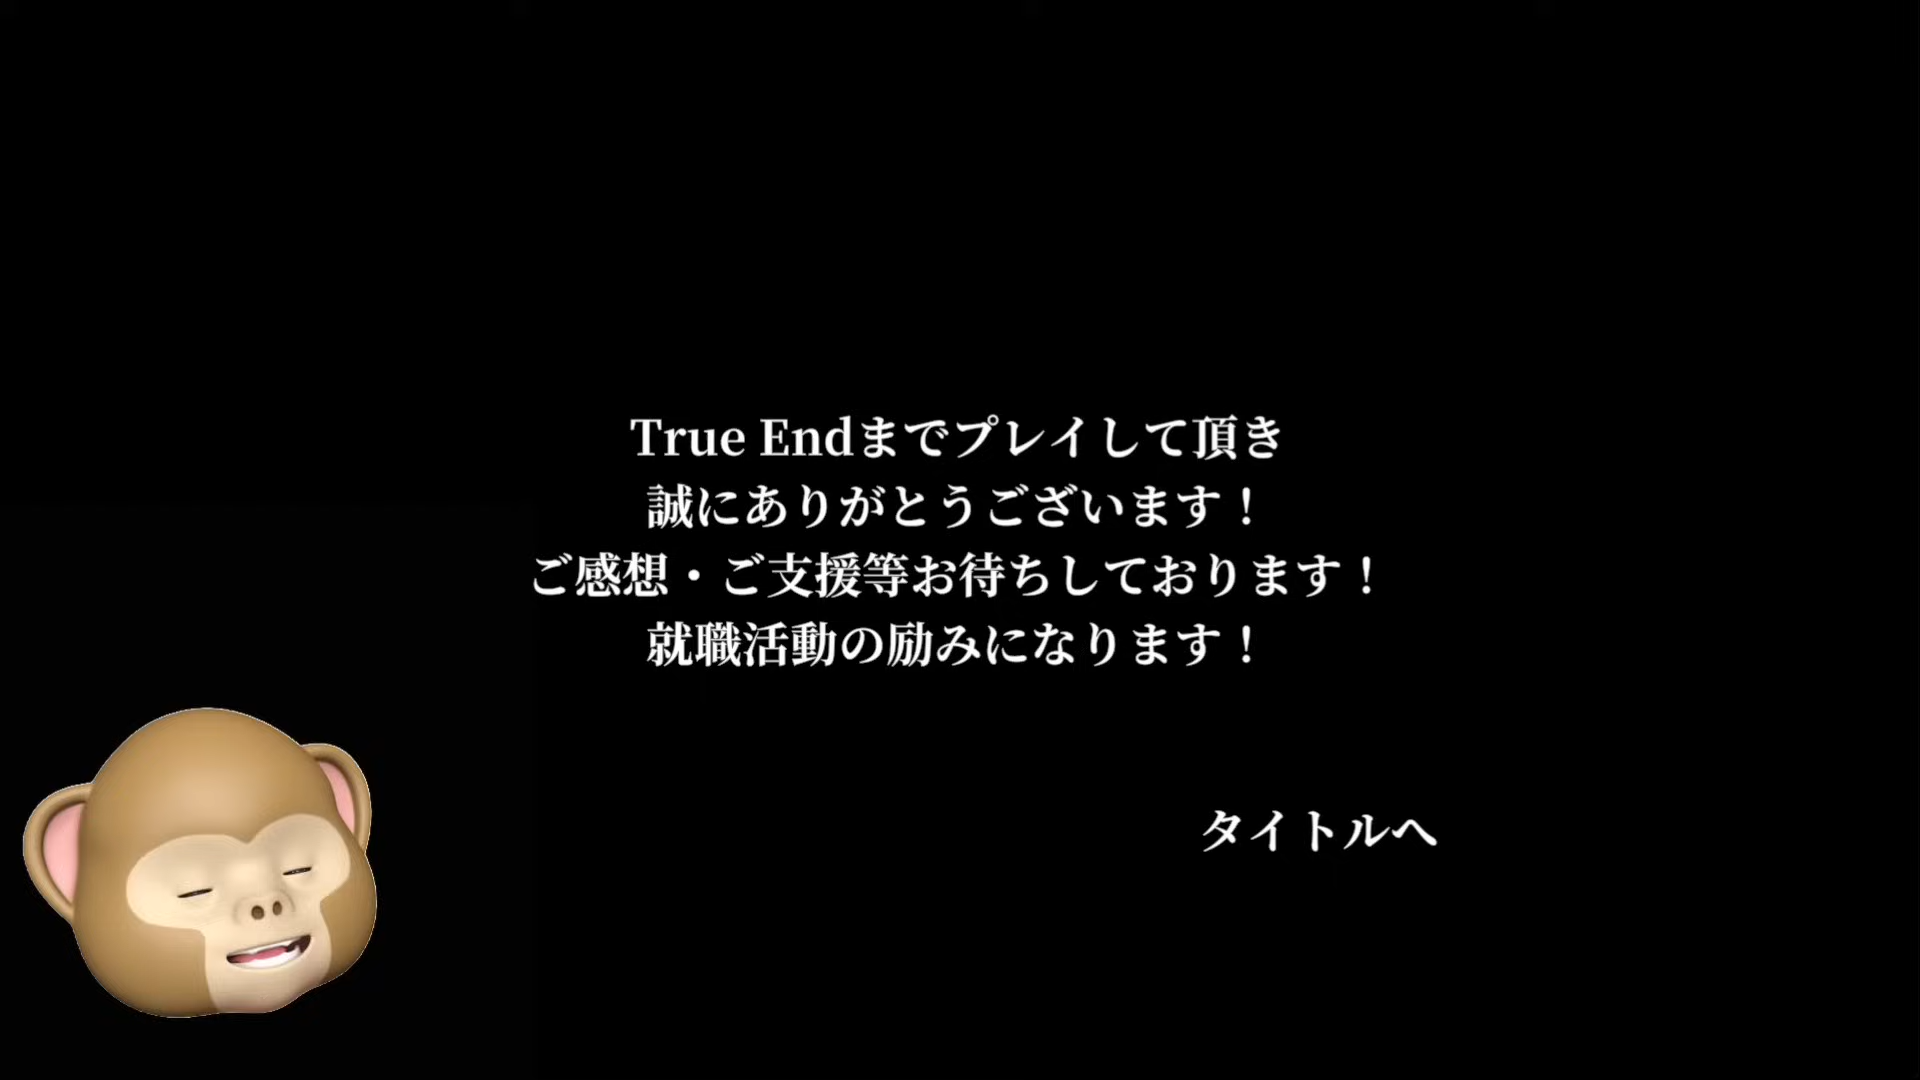 True Endまでプレイして頂き
誠にありがとうございます！
ご感想・ご支援等お待ちしております！
就職活動の励みになります！
タイトルへ